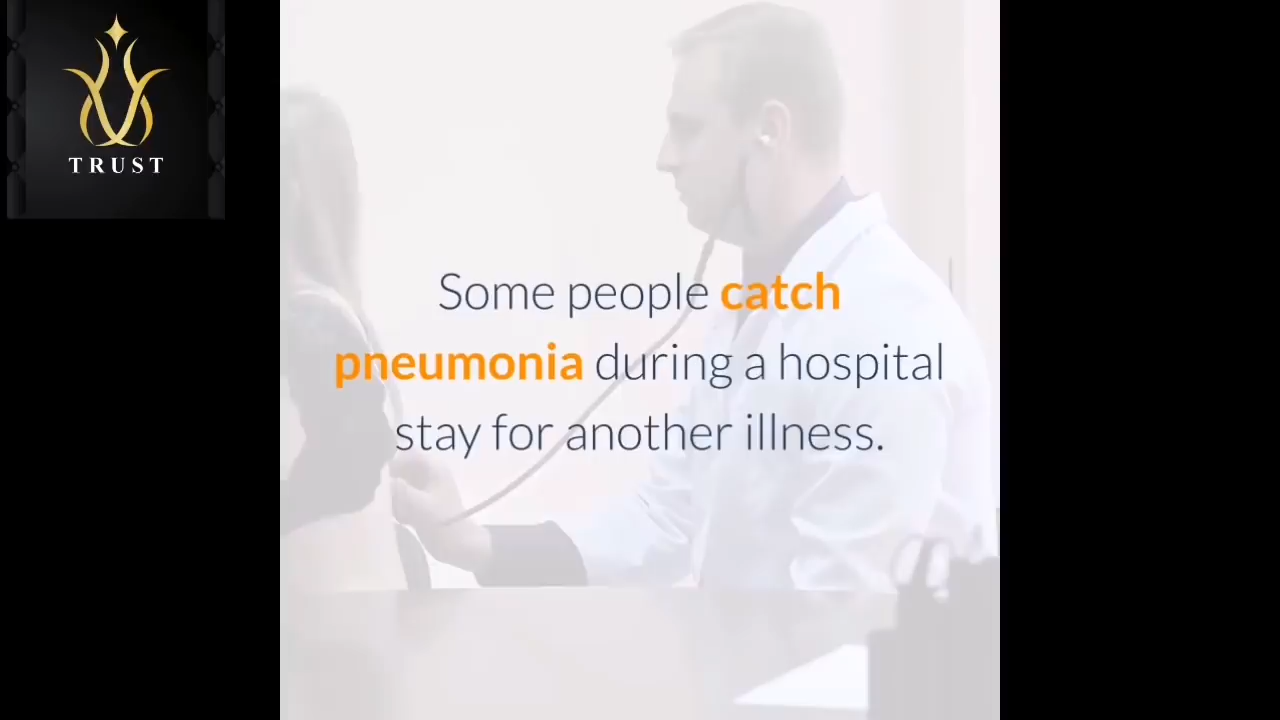 TRUST
Some people catch
pneumonia during a hospital
stay for another illness.